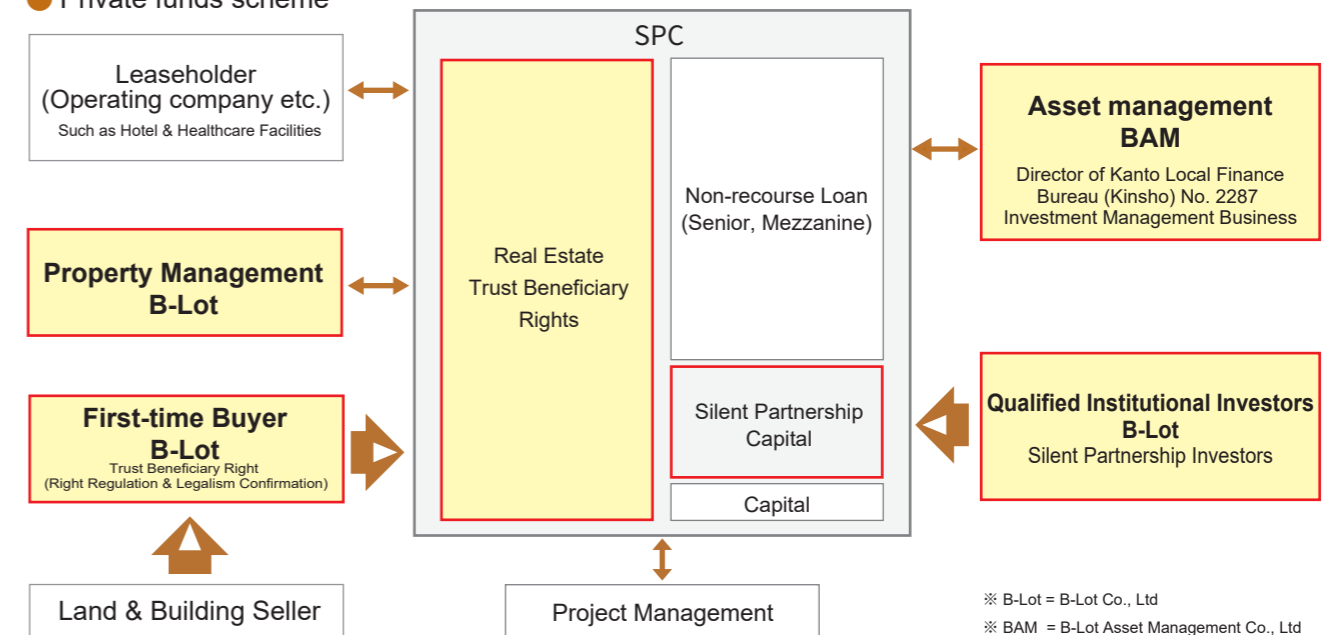 Private funds scheme
SPC
Leaseholder
(Operating company etc.)
Such as Hotel & Healthcare Facilities
Property Management
B-Lot
First-time Buyer
B-Lot
Trust Beneficiary Right
(Right Regulation & Legalism Confirmation)
Land & Building Seller
Real Estate
Trust Beneficiary
Rights
Non-recourse Loan
(Senior, Mezzanine)
Silent Partnership
Capital
Capital
Project Management
Asset management
BAM
Director of Kanto Local Finance
Bureau (Kinsho) No. 2287
Investment Management Business
Qualified Institutional Investors
B-Lot
Silent Partnership Investors
※ B-Lot = B-Lot Co., Ltd
※ BAM = B-Lot Asset Management Co., Ltd